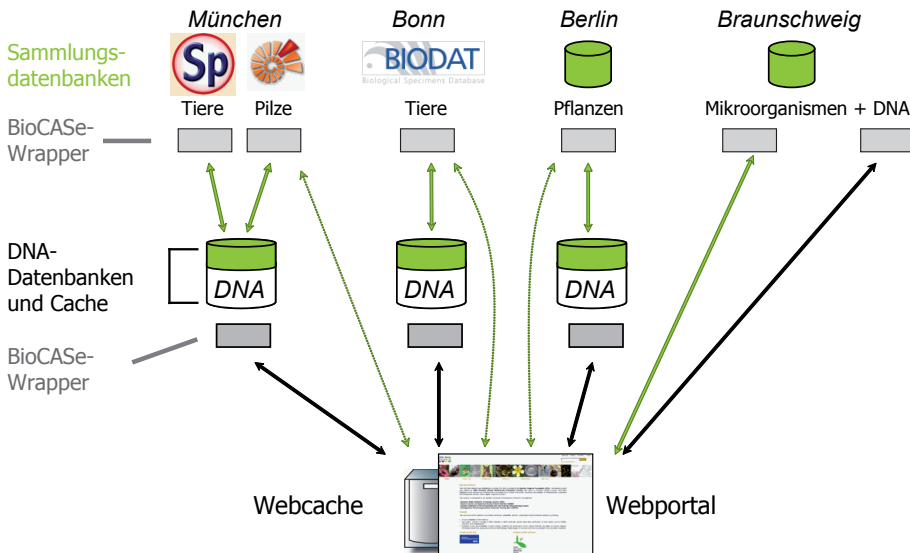 München
Bonn
Berlin
Braunschweig
Sammlungs-
datenbanken
Sp
BIODAT
Biological Specimens Database
Tiere
Pilze
Tiere
Pflanzen
Mikroorganismen + DNA
BioCASe-
Wrapper
DNA-
Datenbanken
und Cache
DNA
DNA
DNA
BioCASe-
Wrapper
Webcache
Webportal